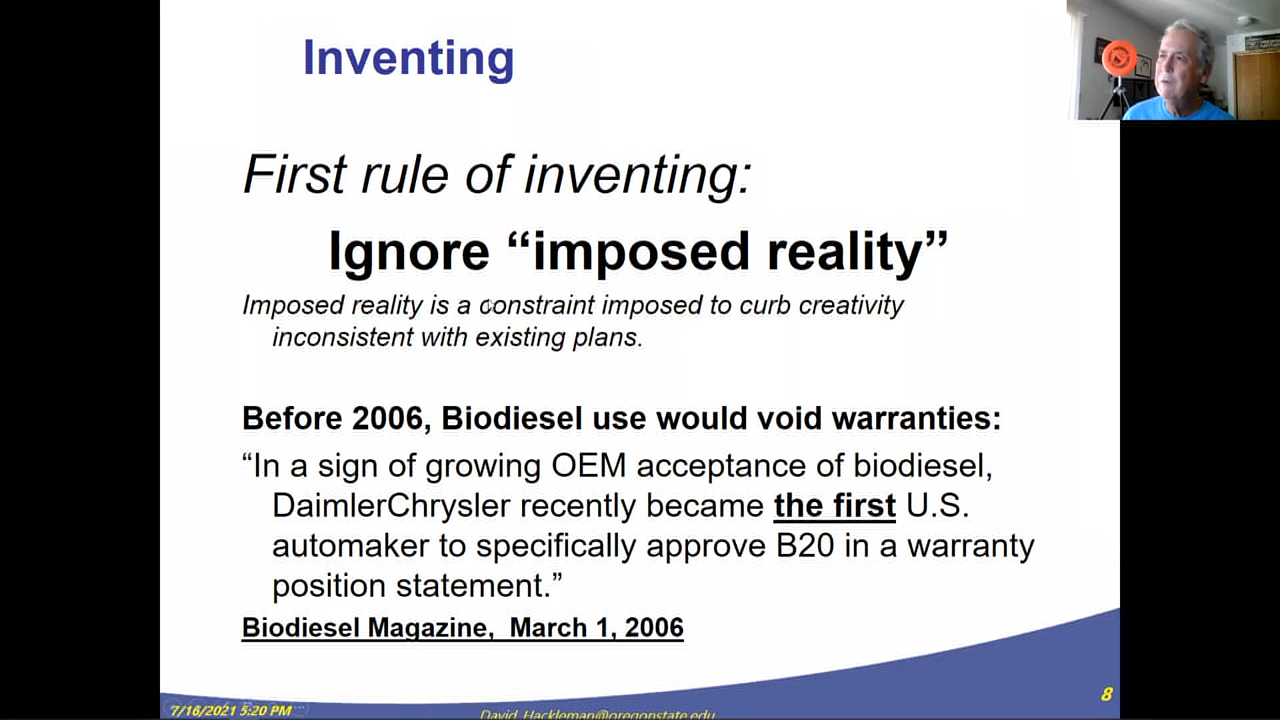 Inventing
First rule of inventing:
Ignore “imposed reality”
Imposed reality is a constraint imposed to curb creativity
inconsistent with existing plans.
Before 2006, Biodiesel use would void warranties:
“In a sign of growing OEM acceptance of biodiesel,
DaimlerChrysler recently became the first U.S.
automaker to specifically approve B20 in a warranty
position statement.”
Biodiesel Magazine, March 1, 2006
7/16/2021 5:20 PM
David_Hackleman@oregonstate.edu
8